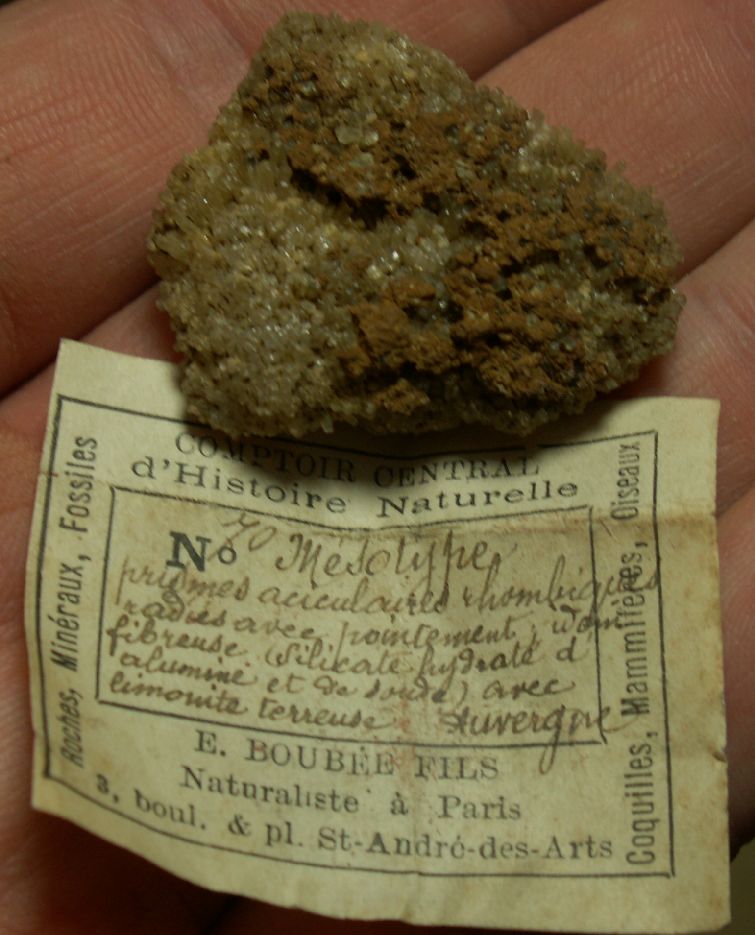 COMPTOIR CENTRAL
d'Histoire Naturelle
Roches, Minéraux, Fossiles
No 70 Mésotype
prismes aciculaires rhombiques
radiés avec pointement,
fibreuse (silicate hydraté d'
alumine et de soude) avec
limonite terreuse Auvergne
Coquilles, Mammifères, Oiseaux
E. BOUBÉE FILS
Naturaliste à Paris
3, boul. & pl. St-André-des-Arts